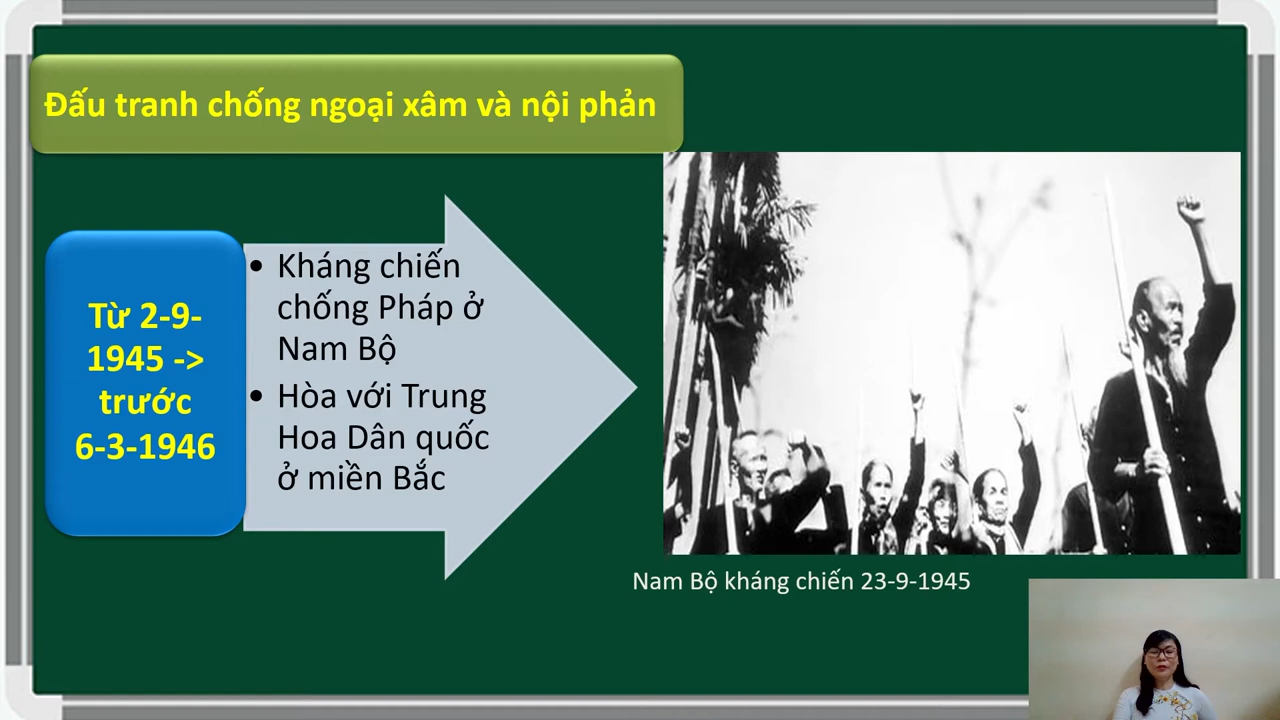 Đấu tranh chống ngoại xâm và nội phản
Từ 2-9-
1945 ->
trước
6-3-1946
• Kháng chiến
chống Pháp ở
Nam Bộ
• Hòa với Trung
Hoa Dân quốc
ở miền Bắc
Nam Bộ kháng chiến 23-9-1945